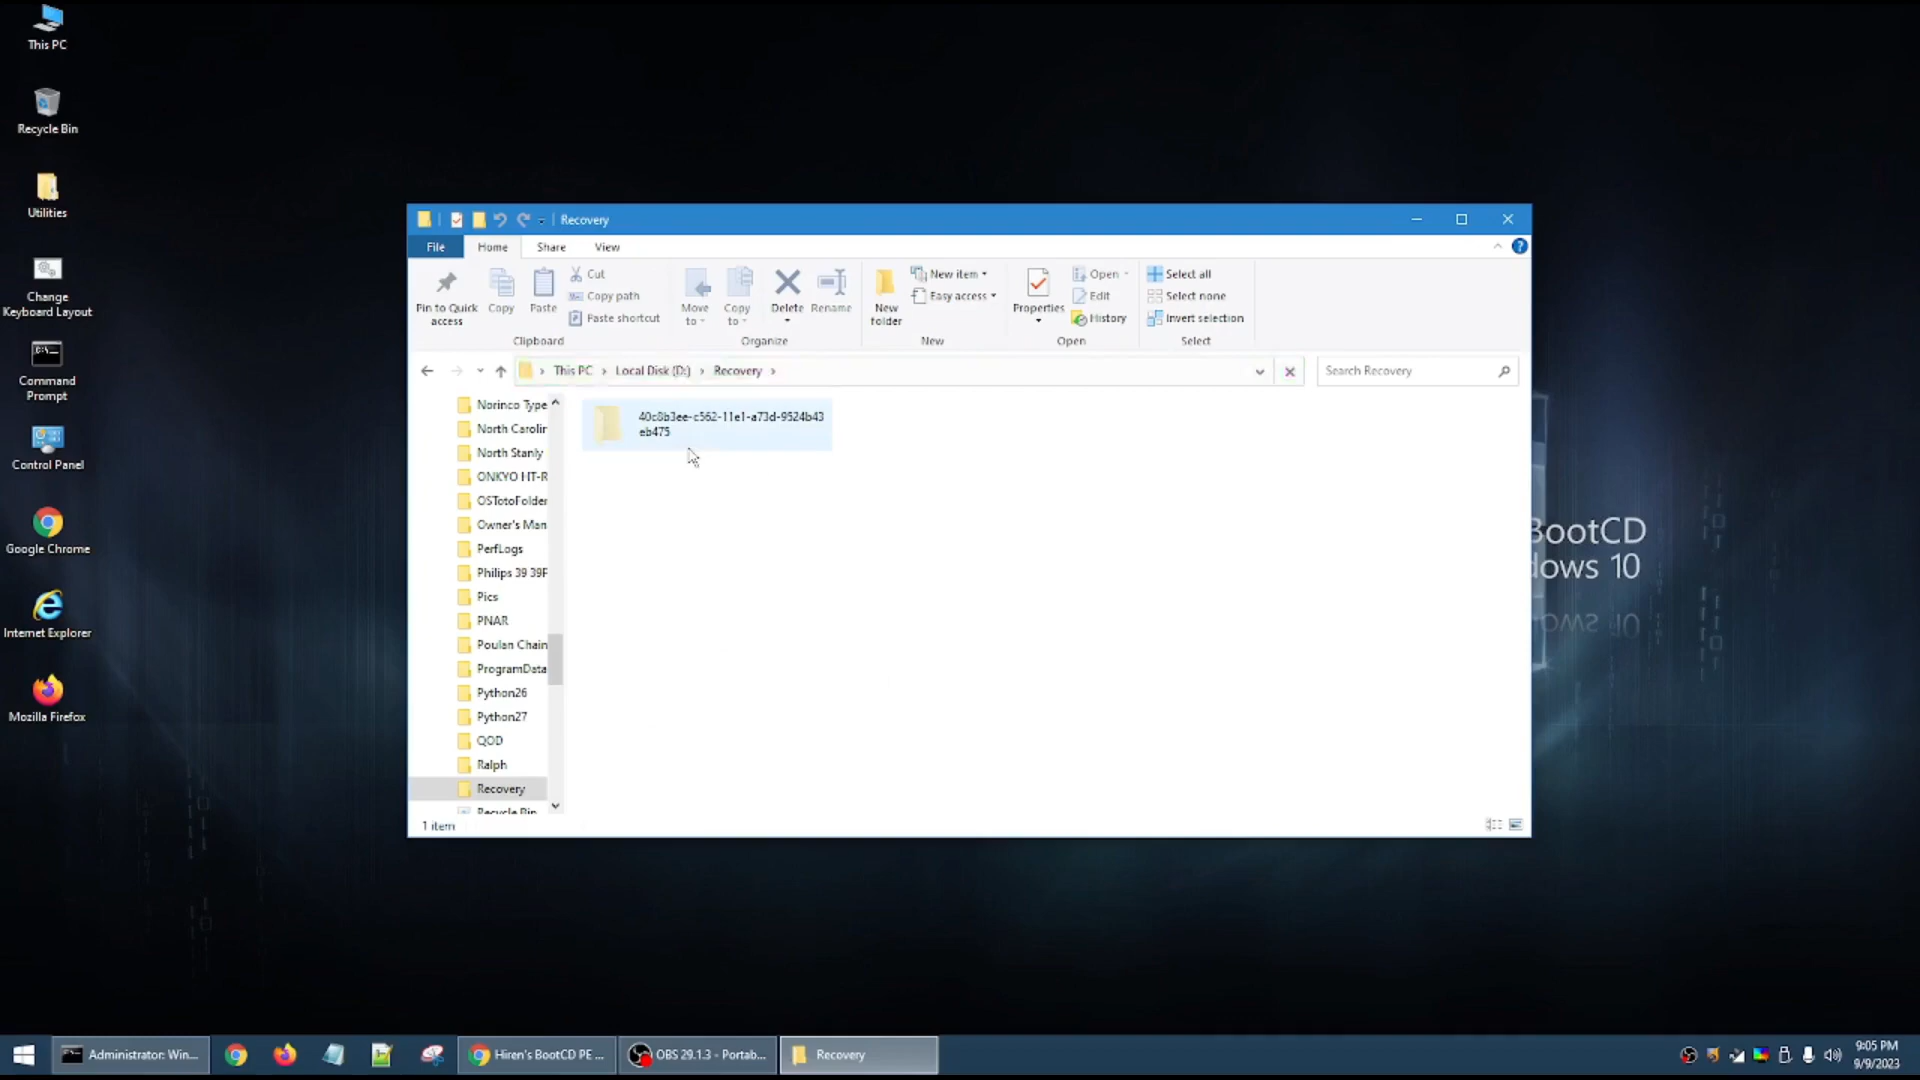 This PC
Recycle Bin
Utilities
Change
Keyboard Layout
Command
Prompt
Control Panel
Google Chrome
Internet Explorer
Mozilla Firefox
Recovery
File
Home
Share
View
Pin to Quick
access
Copy
Paste
Cut
Copy path
Paste shortcut
Clipboard
Move
to
Copy
to
Delete
Rename
Organize
New
folder
New item
Easy access
New
Properties
Open
Edit
History
Open
Select all
Select none
Invert selection
Select
This PC > Local Disk (D:) > Recovery >
Search Recovery
Norinco Type
North Carolin
North Stanly
ONKYO HT-R
OSTotoFolder
Owner's Man
PerfLogs
Philips 39 39F
Pics
PNAR
Poulan Chain
ProgramData
Python26
Python27
QOD
Ralph
Recovery
Recycle Bin
40c8b3ee-c562-11e1-a73d-9524b43
eb475
1 item
BootCD
dows 10
Administrator: Win...
Hiren's BootCD PE ...
OBS 29.1.3 - Portab...
Recovery
9:05 PM
9/9/2023